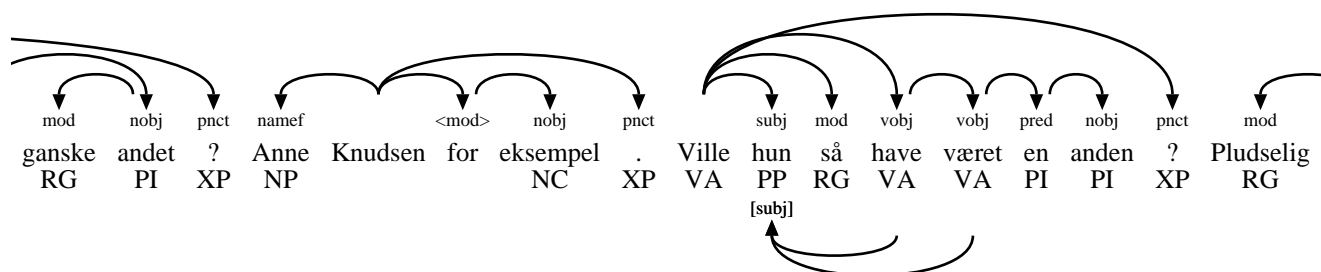 mod nobj pnct namef <mod> nobj pnct subj mod vobj vobj pred nobj pnct mod
ganske andet ? Anne Knudsen for eksempel . Ville hun så have været en anden ? Pludselig
RG PI XP NP NC XP VA PP RG VA VA PI PI XP RG
[subj]